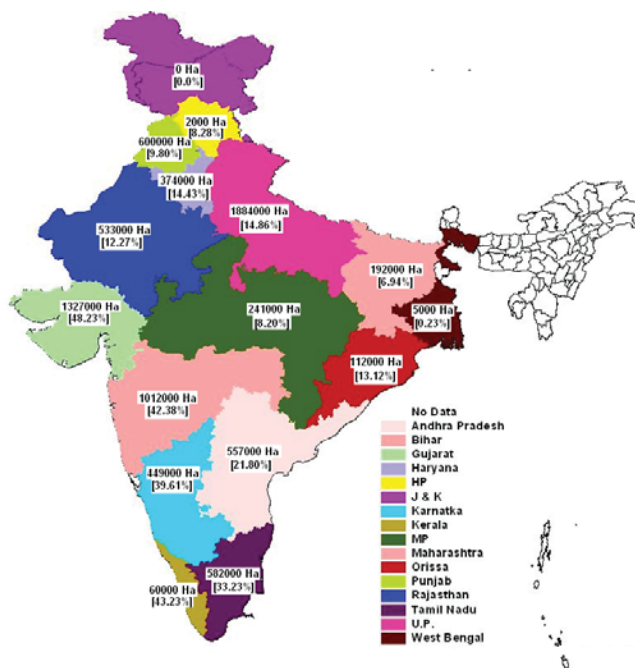 0 Ha
[0.0%]
2000 Ha
[8.28%]
600000 Ha
[9.80%]
374000 Ha
[14.43%]
1884000 Ha
[14.86%]
533000 Ha
[12.27%]
192000 Ha
[6.94%]
1327000 Ha
[48.23%]
241000 Ha
[8.20%]
5000 Ha
[0.23%]
112000 Ha
[13.12%]
1012000 Ha
[42.38%]
557000 Ha
[21.80%]
449000 Ha
[39.61%]
582000 Ha
[33.23%]
60000 Ha
[43.23%]
No Data
Andhra Pradesh
Bihar
Gujarat
Haryana
HP
J & K
Karnatka
Kerala
MP
Maharashtra
Orissa
Punjab
Rajasthan
Tamil Nadu
U.P.
West Bengal